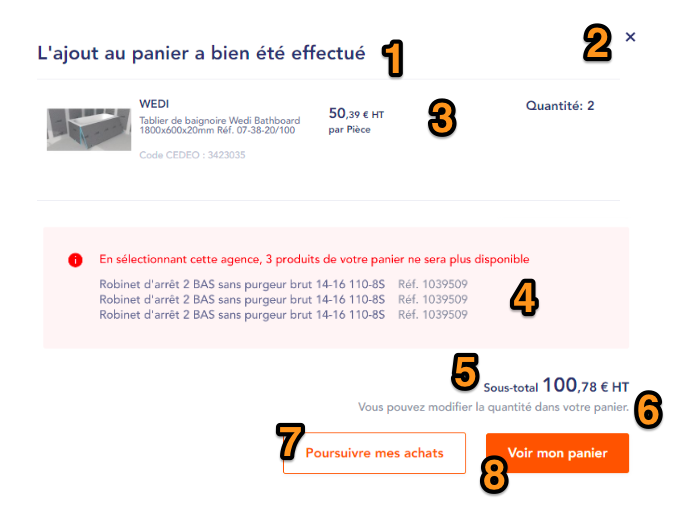 L'ajout au panier a bien été effectué 1
2 ×
WEDI
Tablier de baignoire Wedi Bathboard
1800x600x20mm Réf. 07-38-20/100
Code CEDEO : 3423035
50,39 € HT
par Pièce
3
Quantité: 2
En sélectionnant cette agence, 3 produits de votre panier ne sera plus disponible
Robinet d'arrêt 2 BAS sans purgeur brut 14-16 110-8S Réf. 1039509
Robinet d'arrêt 2 BAS sans purgeur brut 14-16 110-8S Réf. 1039509
Robinet d'arrêt 2 BAS sans purgeur brut 14-16 110-8S Réf. 1039509
4
5 Sous-total 100,78 € HT
Vous pouvez modifier la quantité dans votre panier. 6
7 Poursuivre mes achats
8 Voir mon panier